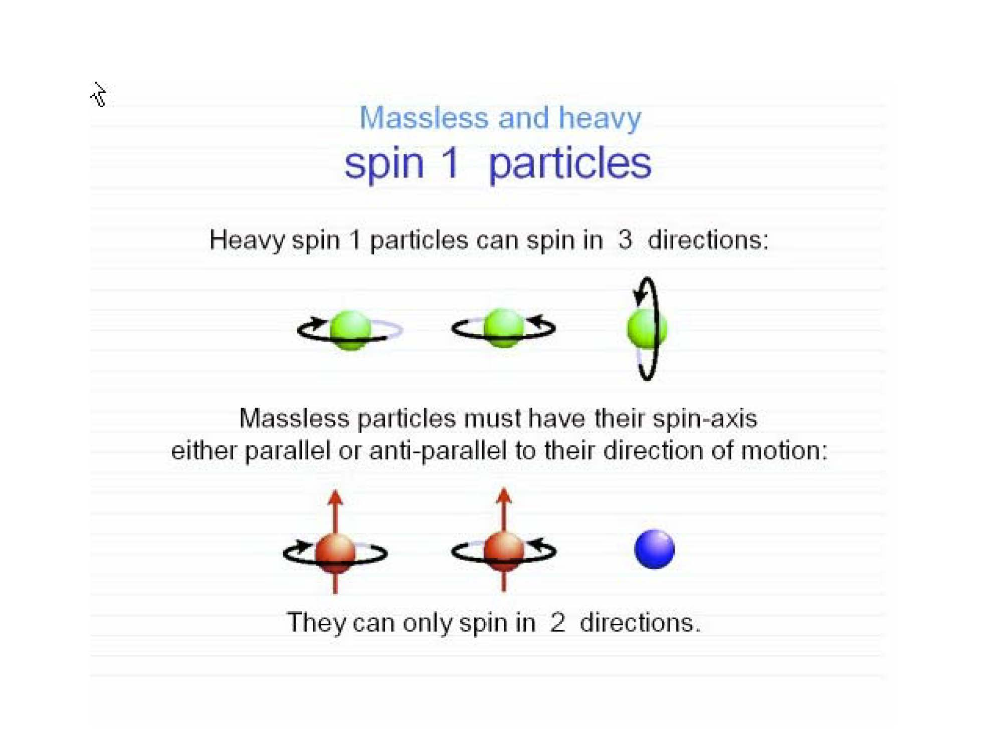 Massless and heavy
spin 1 particles
Heavy spin 1 particles can spin in 3 directions:
Massless particles must have their spin-axis
either parallel or anti-parallel to their direction of motion:
They can only spin in 2 directions.